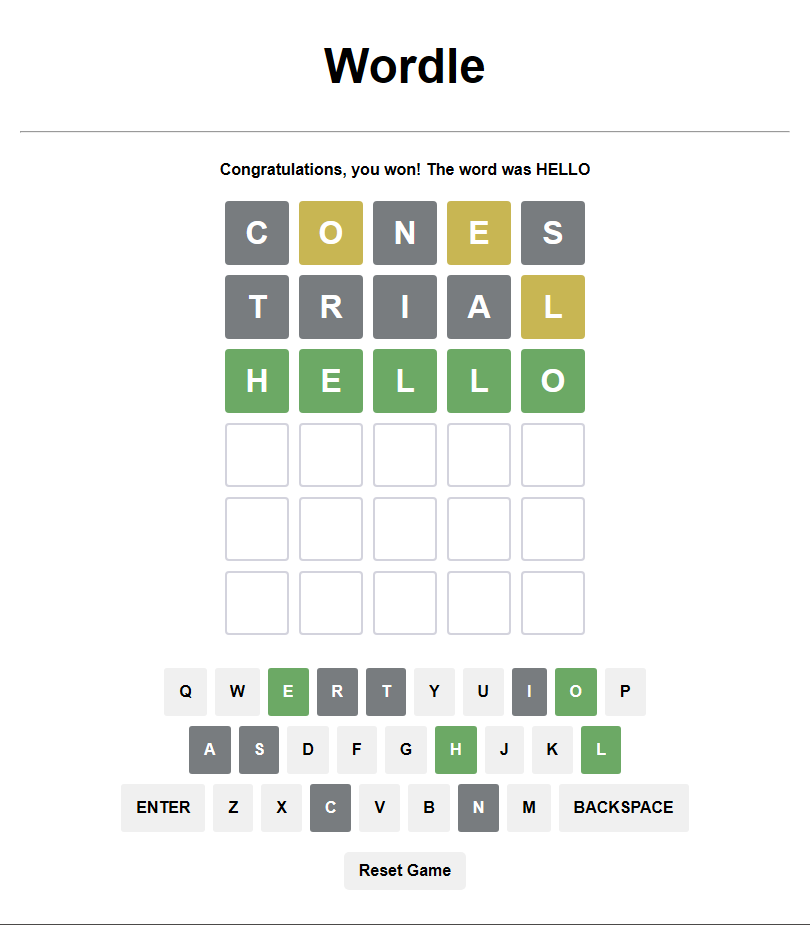 Wordle
Congratulations, you won! The word was HELLO
C O N E S
T R I A L
H E L L O
Q W E R T Y U I O P
A S D F G H J K L
ENTER Z X C V B N M BACKSPACE
Reset Game